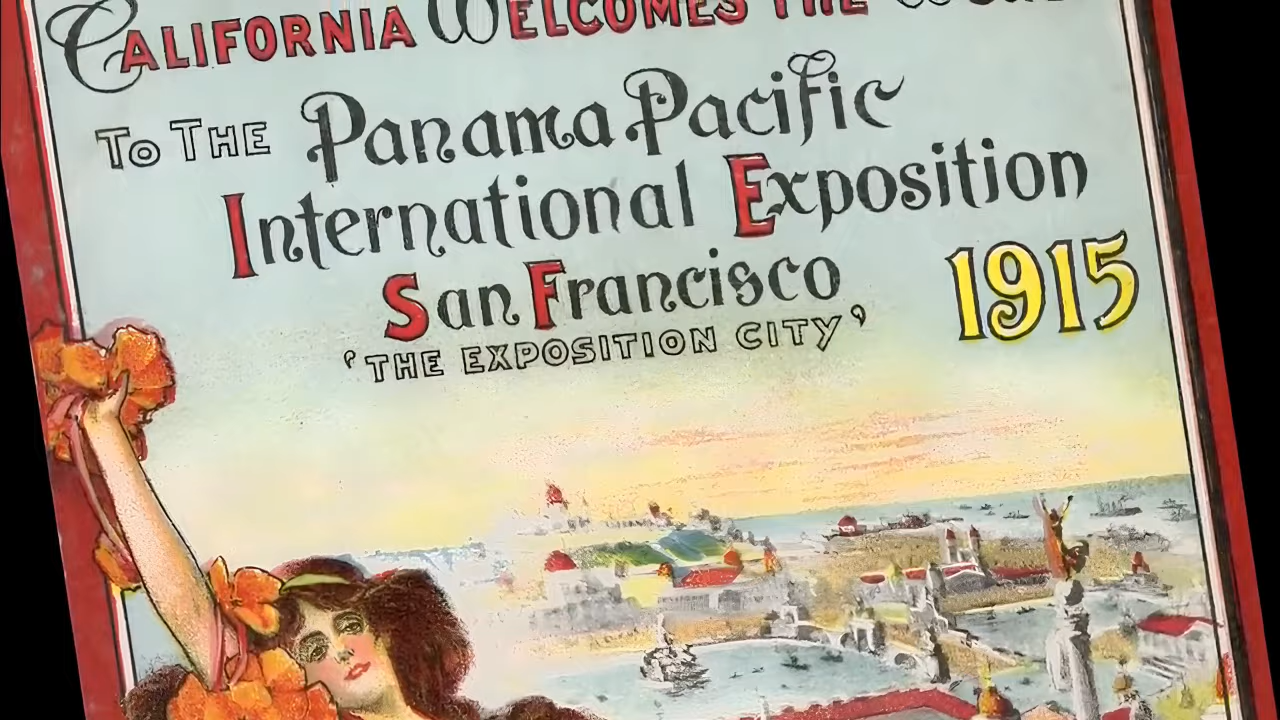 CALIFORNIA WELCOMES THE
TO THE Panama Pacific
International Exposition
San Francisco 1915
‘THE EXPOSITION CITY’